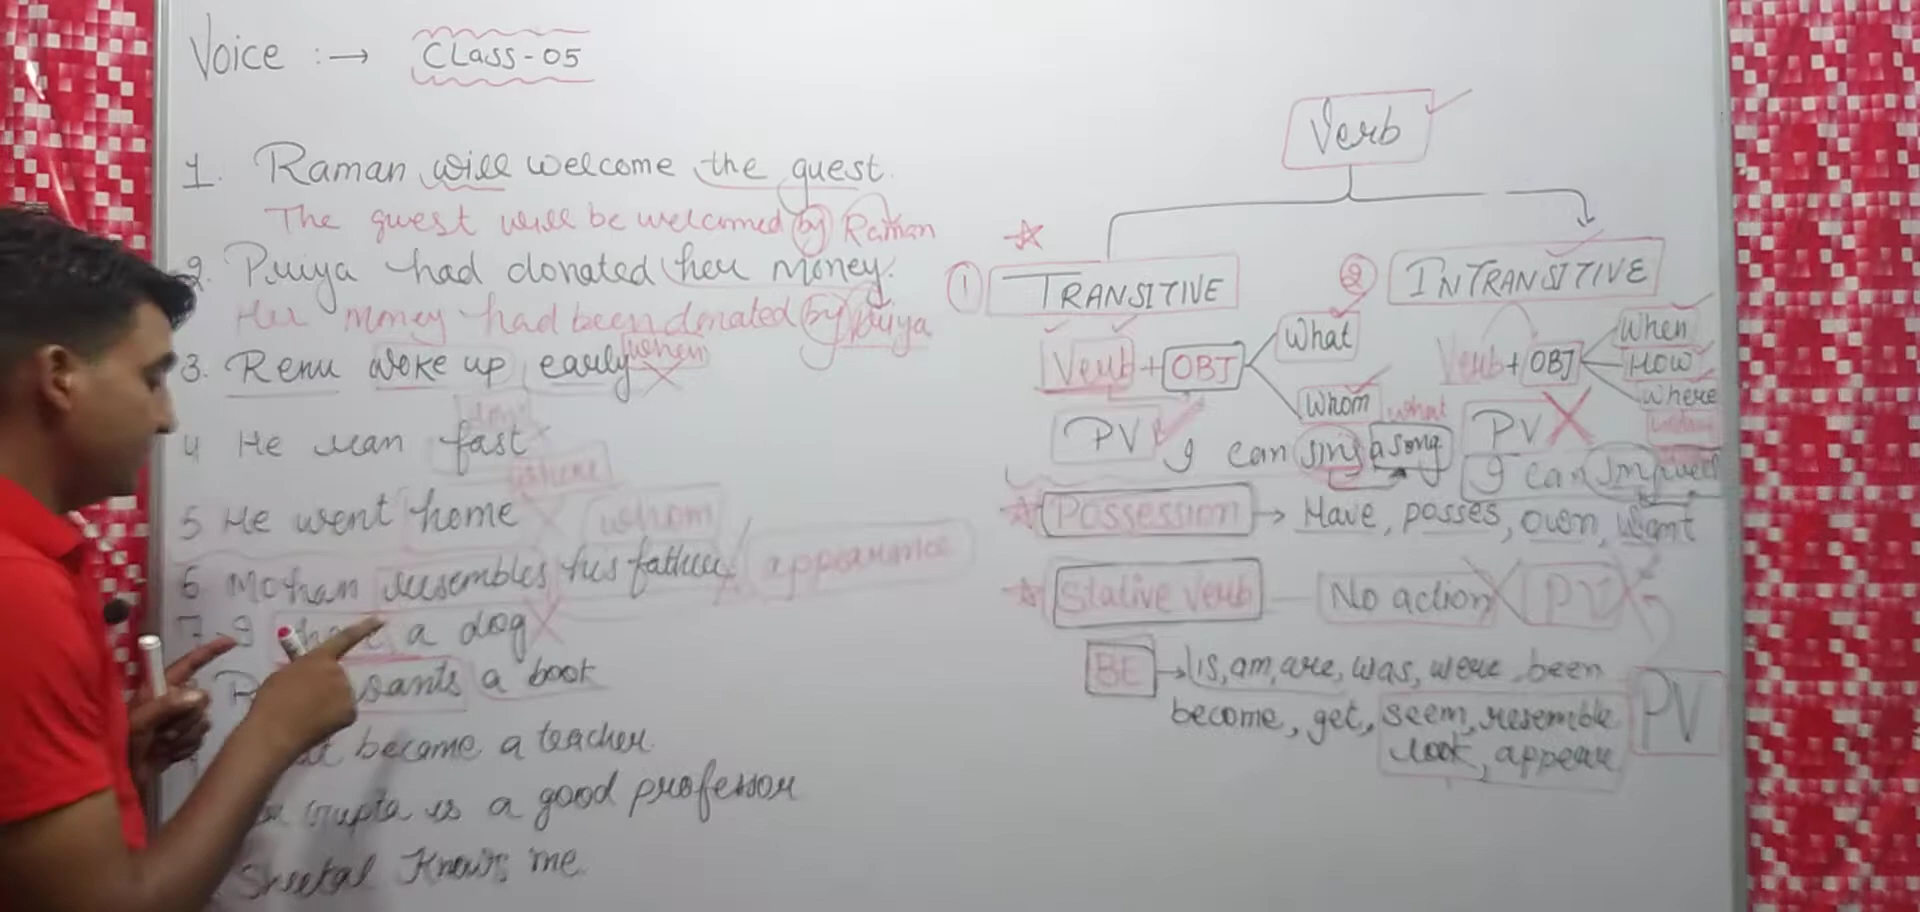 Voice :→ CLass-05
1. Raman will welcome the guest.
The guest will be welcomed by Raman
2. Priya had donated her money.
Her money had been donated by Priya
3. Renu woke up early when
4 He ran fast
where
5 He went home whom
6 Mohan resembles his father appearance
7. I have a dog
wants a book
became a teacher.
Gupta is a good professor
Sheetal Knows me.
Verb
1 TRANSITIVE
Verb + OBJ What
Whom what
PV I can sing a song
2 INTRANSITIVE
Verb + OBJ When
How
Where
PV
I can
Possession → Have, posses, own, want
Stative verb No action PV
BE → is, am, are, was, were, been
become, get, seem, resemble PV
look, appear